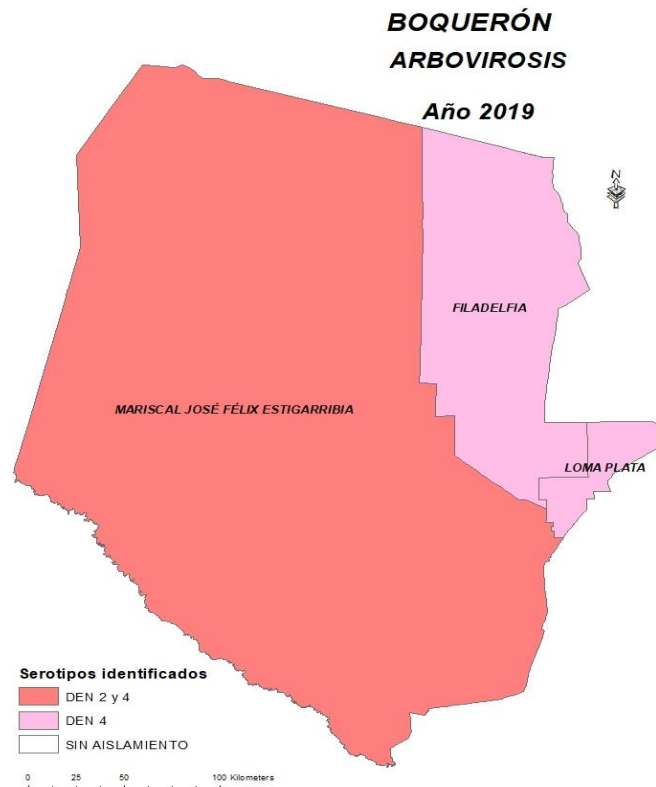 BOQUERÓN
ARBOVIROSIS
Año 2019
N
FILADELFIA
MARISCAL JOSÉ FÉLIX ESTIGARRIBIA
LOMA PLATA
Serotipos identificados
DEN 2 y 4
DEN 4
SIN AISLAMIENTO
0 25 50 100 Kilometers